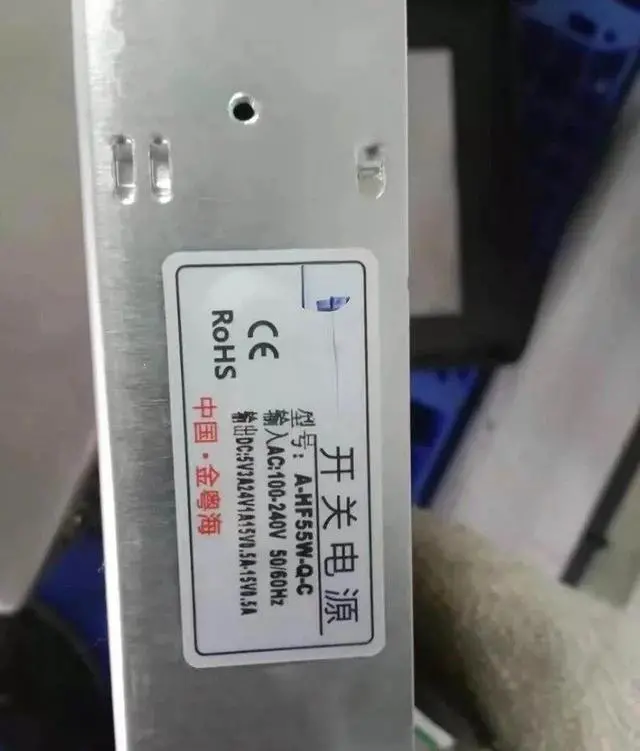 开关电源
型号：A-HF55W-Q-C
输入AC:100-240V 50/60Hz
输出DC:5V3A24V1A15V0.5A-15V0.5A
CE
RoHS
中国·金粤海